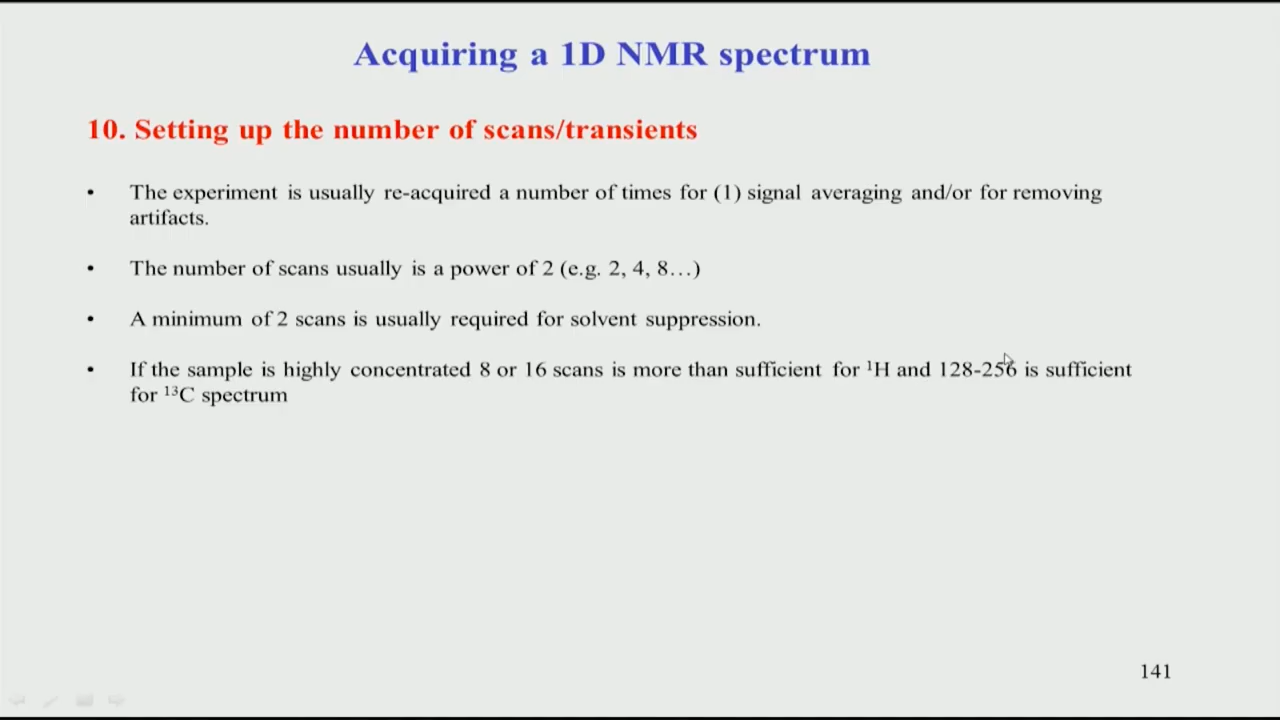 Acquiring a 1D NMR spectrum
10. Setting up the number of scans/transients
• The experiment is usually re-acquired a number of times for (1) signal averaging and/or for removing
artifacts.
• The number of scans usually is a power of 2 (e.g. 2, 4, 8…)
• A minimum of 2 scans is usually required for solvent suppression.
• If the sample is highly concentrated 8 or 16 scans is more than sufficient for ¹H and 128-256 is sufficient
for ¹³C spectrum
141